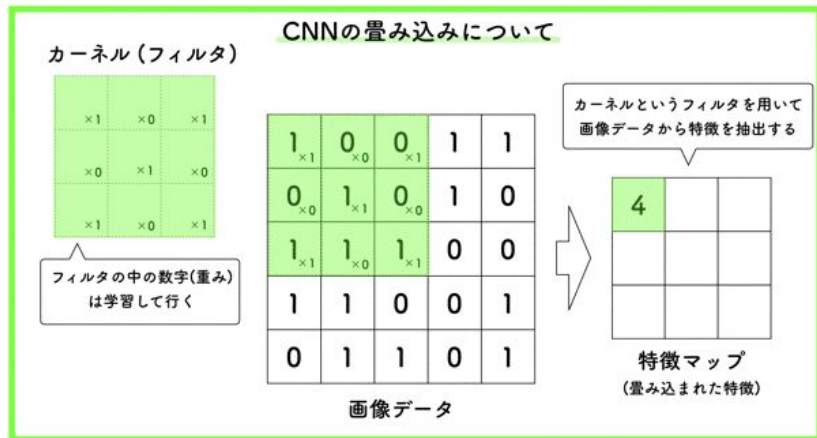 CNNの畳み込みについて
カーネル(フィルタ)
×1 ×0 ×1
×0 ×1 ×0
×1 ×0 ×1
フィルタの中の数字(重み)
は学習して行く
1×1 0×0 0×1 1 1
0×0 1×1 0×0 1 0
1×1 1×0 1×1 0 0
1 1 0 0 1
0 1 1 0 1
画像データ
カーネルというフィルタを用いて
画像データから特徴を抽出する
4
特徴マップ
(畳み込まれた特徴)